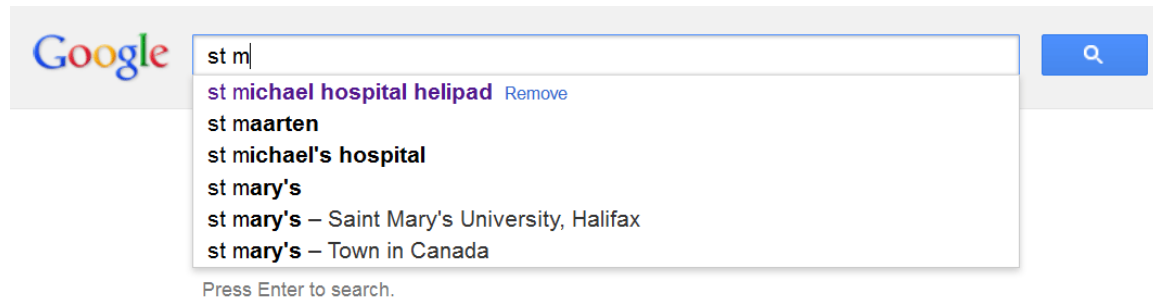 Google
st m
st michael hospital helipad Remove
st maarten
st michael's hospital
st mary's
st mary's – Saint Mary's University, Halifax
st mary's – Town in Canada
Press Enter to search.